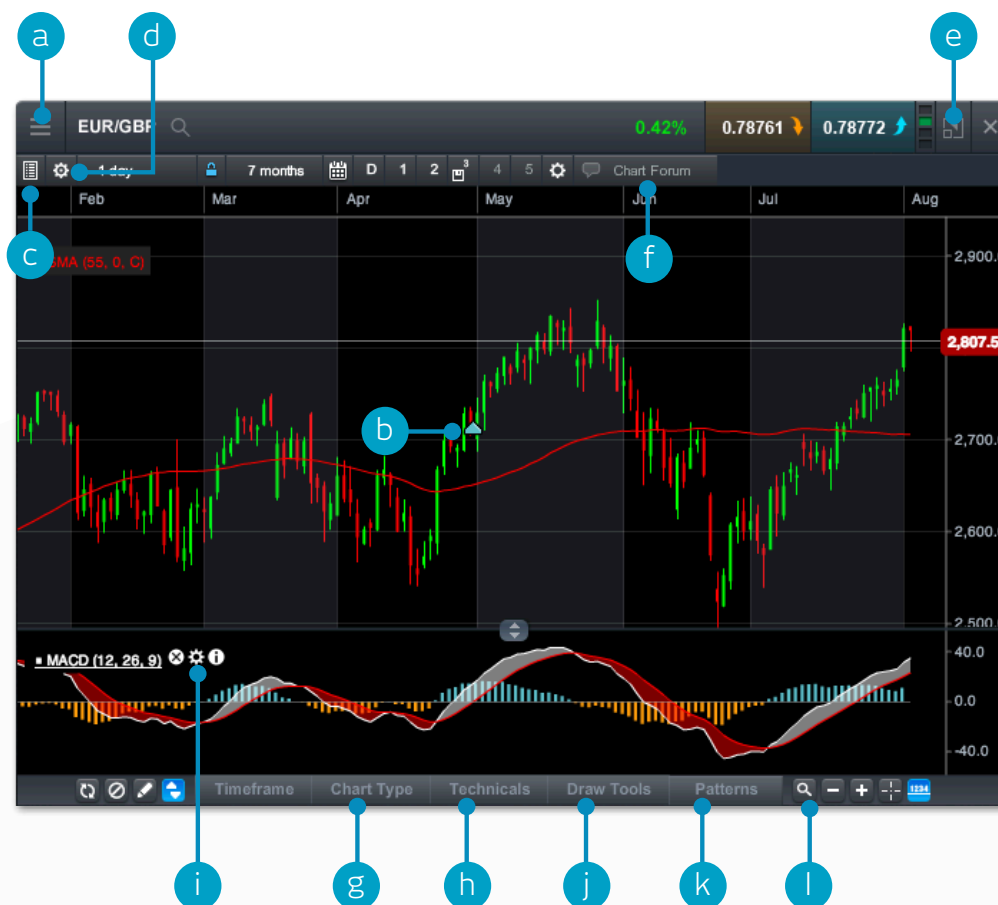 a
d
e
EUR/GBP
0.42%
0.78761
0.78772
1 day
7 months
D
1
2
3
4
5
Chart Forum
Feb
Mar
Apr
May
Jun
Jul
Aug
c
f
MA (55, 0, C)
2,900.
2,807.5
b
2,700.0
2,600.0
2,500.0
MACD (12, 26, 9)
40.0
0.0
-40.0
Timeframe
Chart Type
Technicals
Draw Tools
Patterns
1234
i
g
h
j
k
l